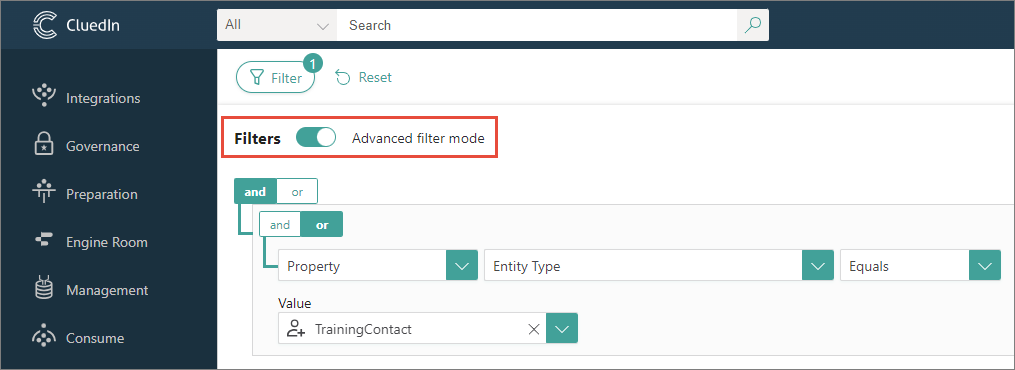 CluedIn
All
Search
Integrations
Governance
Preparation
Engine Room
Management
Consume
Filter
1
Reset
Filters
Advanced filter mode
and or
and or
Property Entity Type Equals
Value
TrainingContact